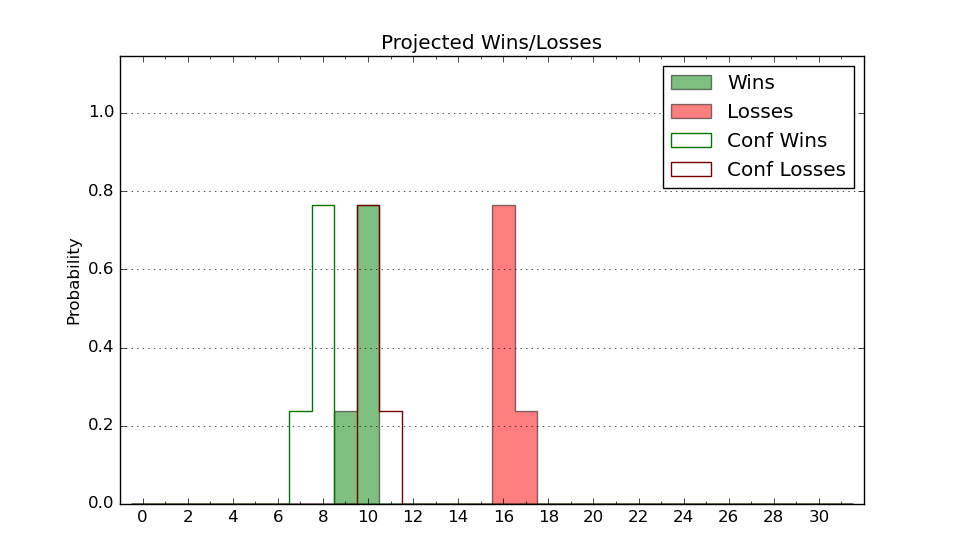 Projected Wins/Losses
Wins
Losses
Conf Wins
Conf Losses
Probability
1.0
0.8
0.6
0.4
0.2
0.0
0 2 4 6 8 10 12 14 16 18 20 22 24 26 28 30